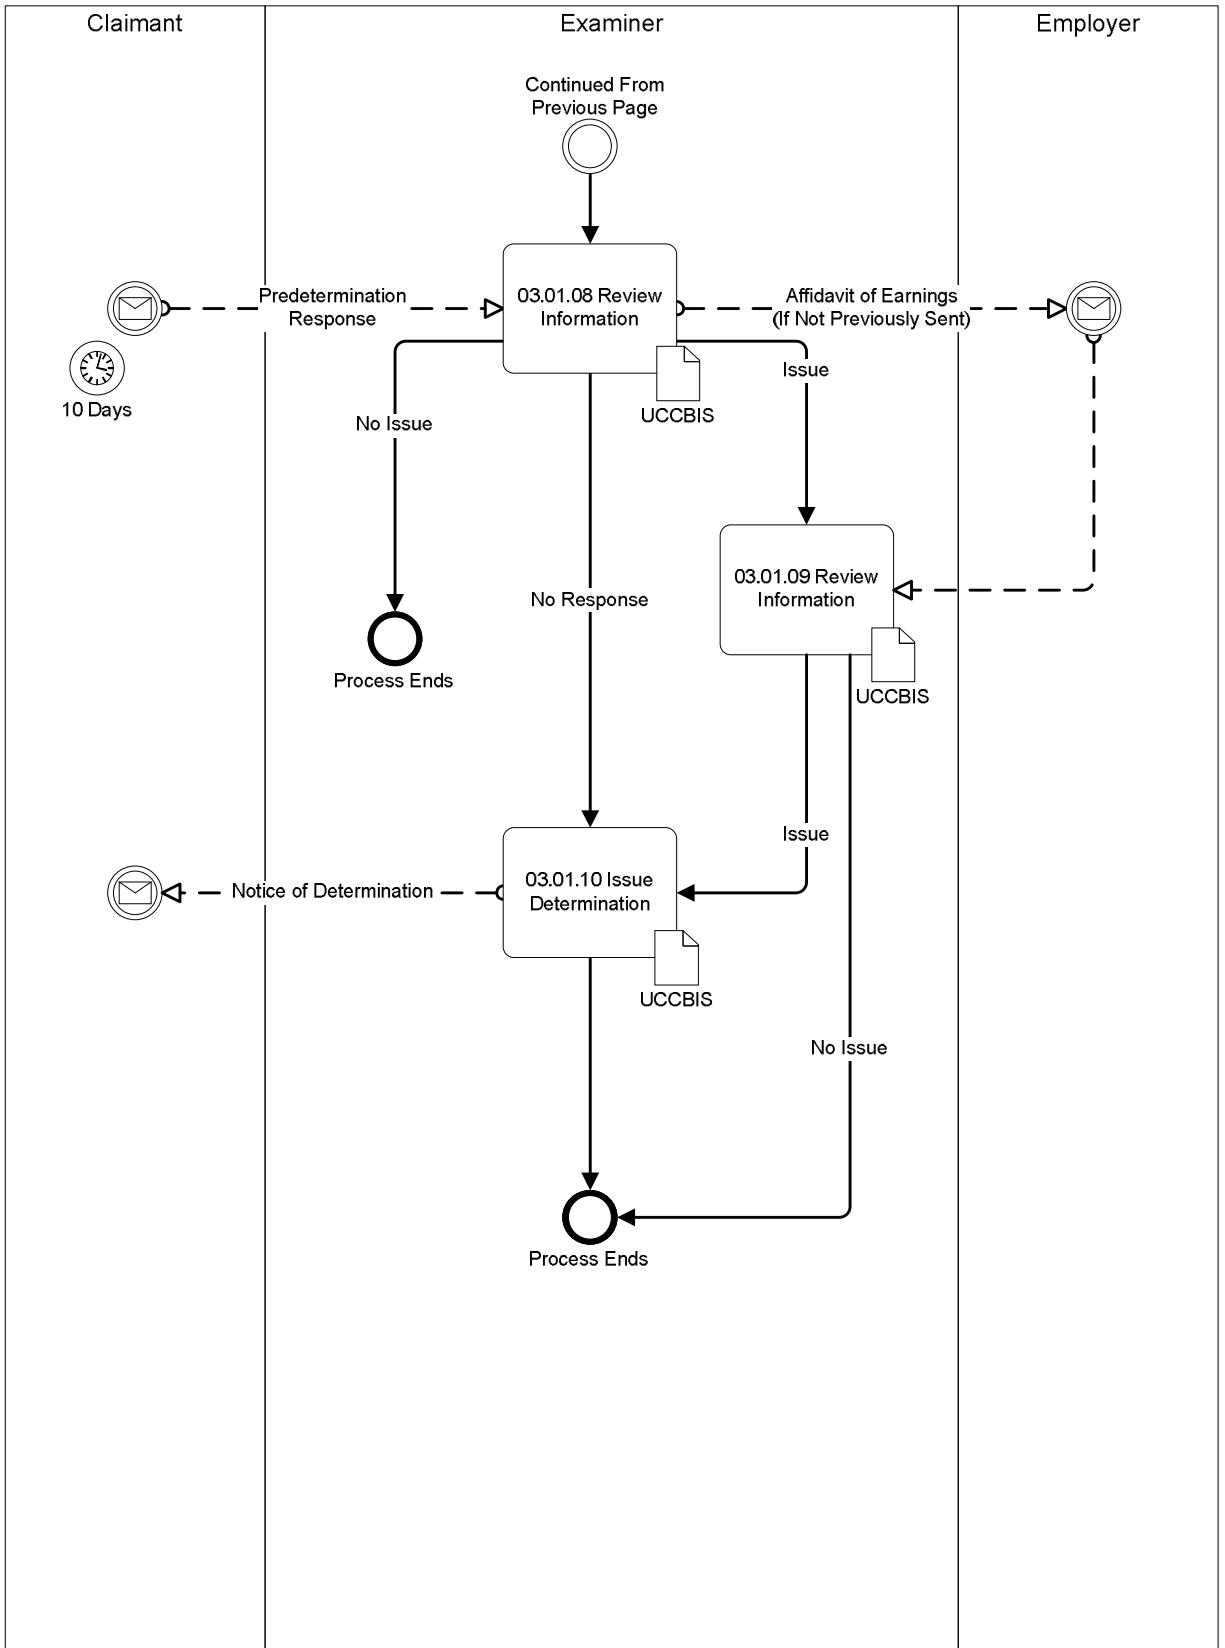 Claimant
Examiner
Employer
Continued From
Previous Page
Predetermination
Response
03.01.08 Review
Information
Affidavit of Earnings
(If Not Previously Sent)
10 Days
UCCBIS
Issue
No Issue
03.01.09 Review
Information
No Response
Process Ends
UCCBIS
Issue
Notice of Determination
03.01.10 Issue
Determination
UCCBIS
No Issue
Process Ends